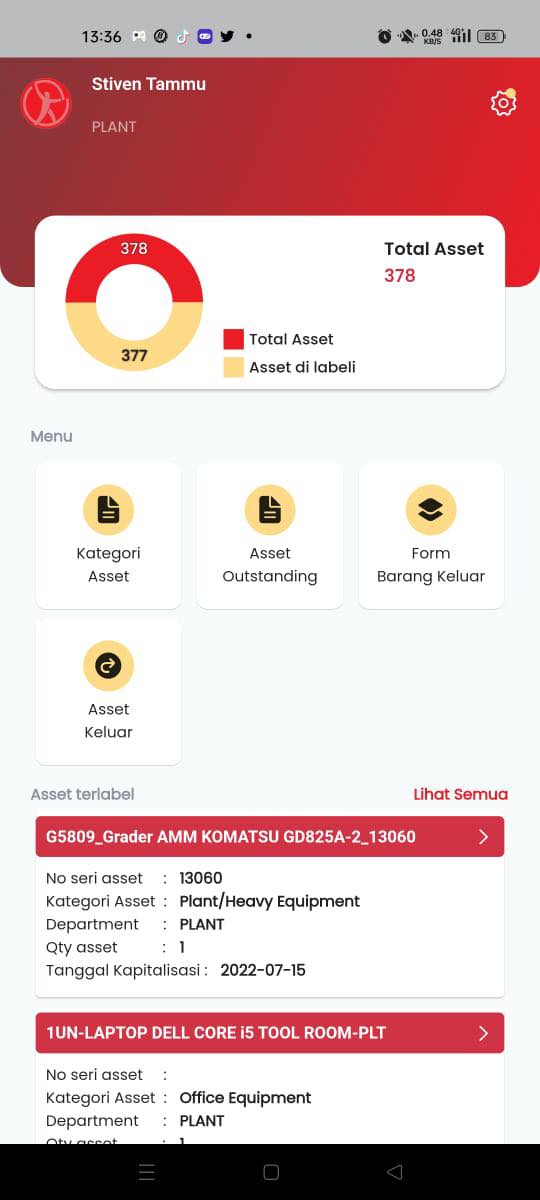 13:36
0.48
KB/S
4G+
83
Stiven Tammu
PLANT
378
Total Asset
378
Total Asset
377
Asset di labeli
Menu
Kategori
Asset
Asset
Outstanding
Form
Barang Keluar
Asset
Keluar
Asset terlabel
Lihat Semua
G5809_Grader AMM KOMATSU GD825A-2_13060
No seri asset : 13060
Kategori Asset : Plant/Heavy Equipment
Department : PLANT
Qty asset : 1
Tanggal Kapitalisasi : 2022-07-15
1UN-LAPTOP DELL CORE i5 TOOL ROOM-PLT
No seri asset :
Kategori Asset : Office Equipment
Department : PLANT
Qty asset : 1